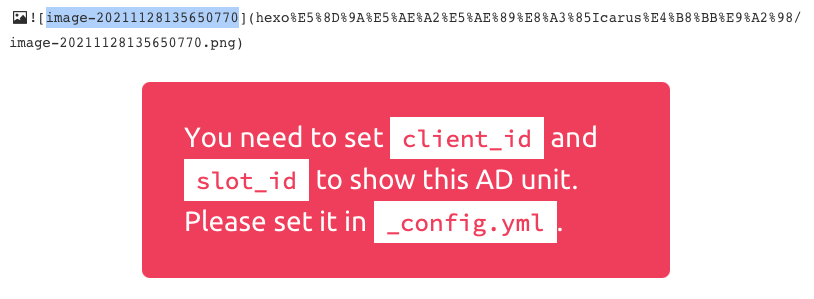 ![image-20211128135650770](hexo%E5%8D%9A%E5%AE%A2%E5%AE%89%E8%A3%85Icarus%E4%B8%BB%E9%A2%98/
image-20211128135650770.png)
You need to set client_id and
slot_id to show this AD unit.
Please set it in _config.yml.